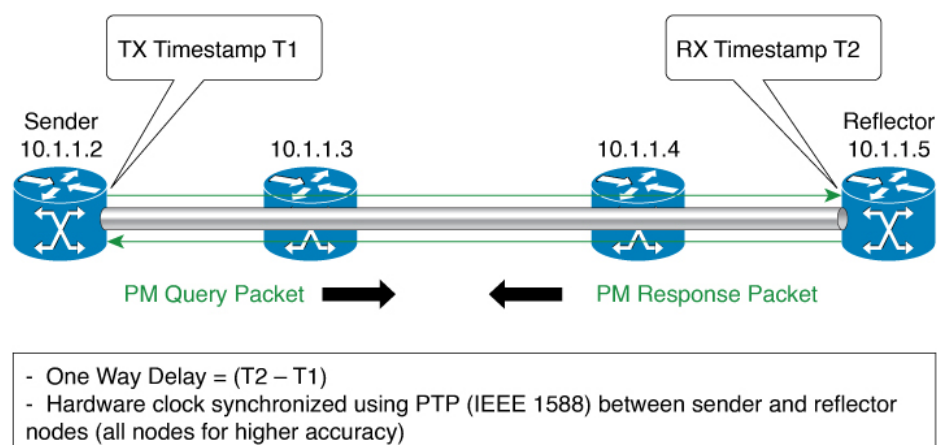 TX Timestamp T1
RX Timestamp T2
Sender
10.1.1.2
10.1.1.3
10.1.1.4
Reflector
10.1.1.5
PM Query Packet
PM Response Packet
- One Way Delay = (T2 – T1)
- Hardware clock synchronized using PTP (IEEE 1588) between sender and reflector
nodes (all nodes for higher accuracy)